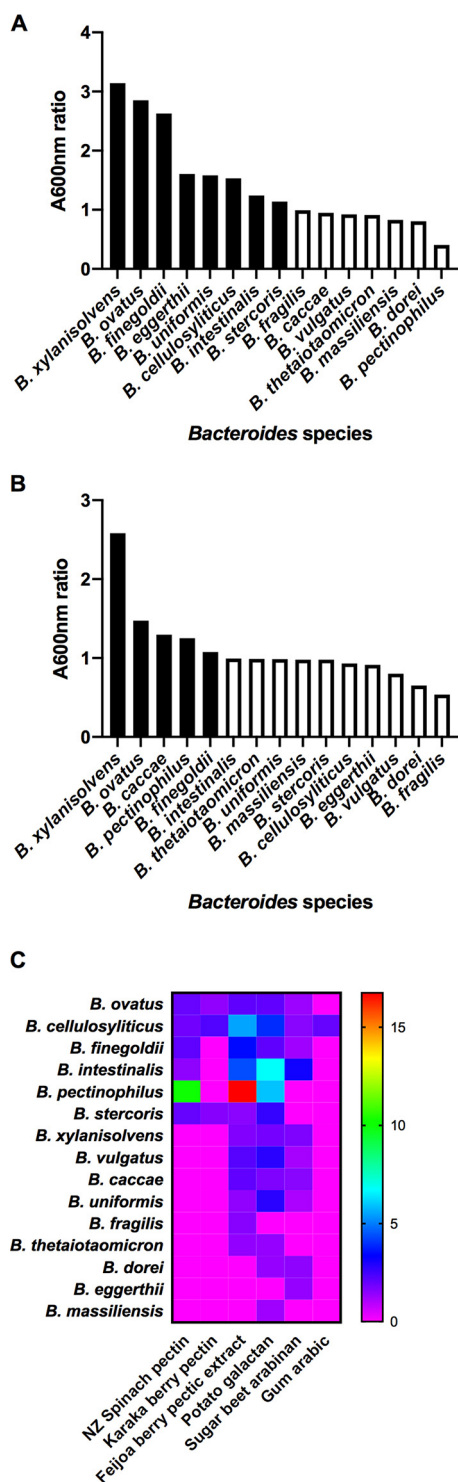 A
A600nm ratio
4
3
2
1
0
B. xylanisolvens
B. ovatus
B. finegoldii
B. eggerthii
B. uniformis
B. cellulosyliticus
B. intestinalis
B. stercoris
B. fragilis
B. caccae
B. vulgatus
B. thetaiotaomicron
B. massiliensis
B. dorei
B. pectinophilus
Bacteroides species
B
A600nm ratio
3
2
1
0
B. xylanisolvens
B. ovatus
B. caccae
B. pectinophilus
B. finegoldii
B. intestinalis
B. thetaiotaomicron
B. uniformis
B. massiliensis
B. stercoris
B. cellulosyliticus
B. eggerthii
B. vulgatus
B. dorei
B. fragilis
Bacteroides species
C
B. ovatus
B. cellulosyliticus
B. finegoldii
B. intestinalis
B. pectinophilus
B. stercoris
B. xylanisolvens
B. vulgatus
B. caccae
B. uniformis
B. fragilis
B. thetaiotaomicron
B. dorei
B. eggerthii
B. massiliensis
15
10
5
0
NZ Spinach pectin
Karaka berry pectin
Feijoa berry pectic extract
Potato galactan
Sugar beet arabinan
Gum arabic